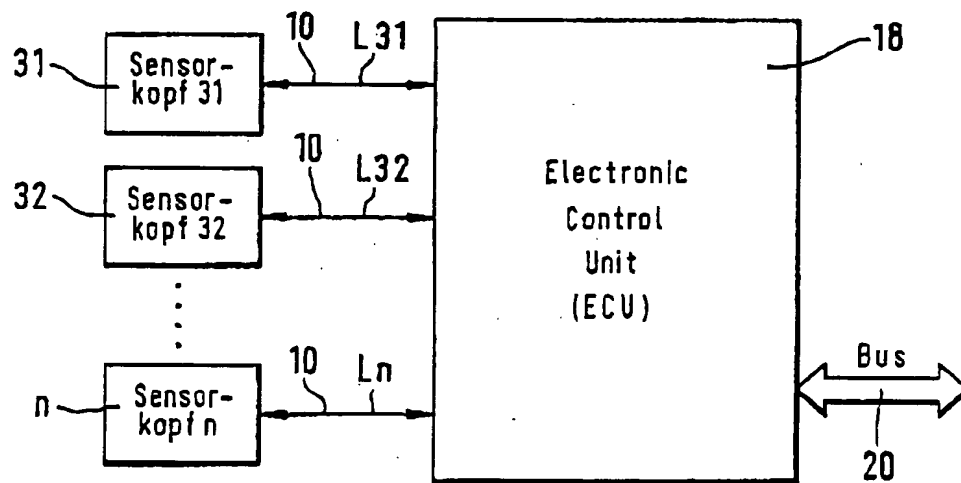 10
L31
18
31
Sensor-
kopf 31
10
L32
32
Sensor-
kopf 32
Electronic
Control
Unit
(ECU)
10
Ln
n
Sensor-
kopf n
Bus
20